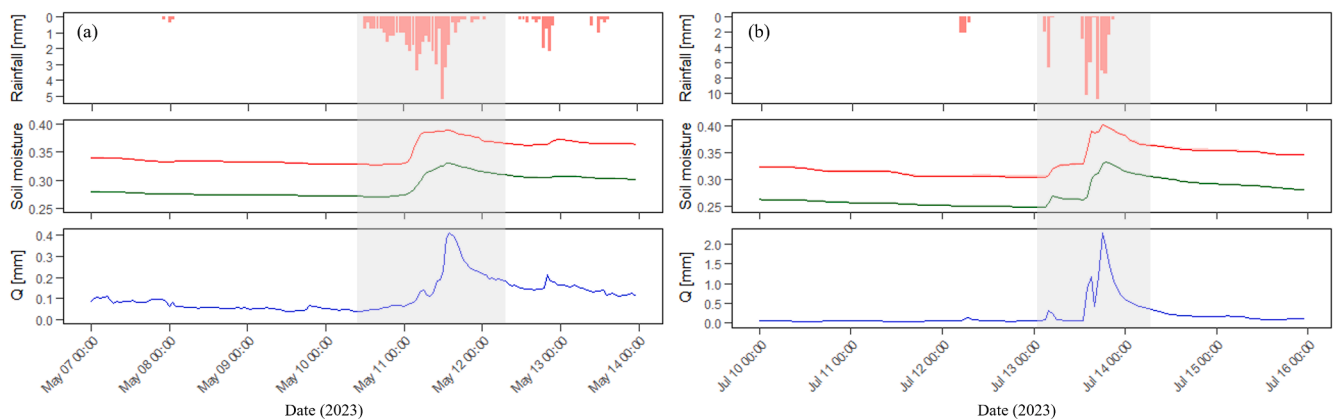 (a)
Rainfall [mm]
0
1
2
3
4
5
Soil moisture
0.40
0.35
0.30
0.25
Q [mm]
0.4
0.3
0.2
0.1
0.0
May 07 00:00
May 08 00:00
May 09 00:00
May 10 00:00
May 11 00:00
May 12 00:00
May 13 00:00
May 14 00:00
Date (2023)
(b)
Rainfall [mm]
0
2
4
6
8
10
Soil moisture
0.40
0.35
0.30
0.25
Q [mm]
2.0
1.5
1.0
0.5
0.0
Jul 10 00:00
Jul 11 00:00
Jul 12 00:00
Jul 13 00:00
Jul 14 00:00
Jul 15 00:00
Jul 16 00:00
Date (2023)